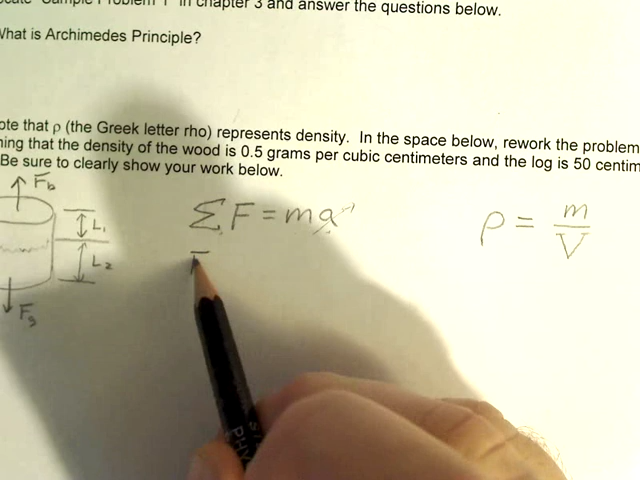 "Sample Problem 1" in chapter 3 and answer the questions below.
What is Archimedes Principle?
ote that ρ (the Greek letter rho) represents density. In the space below, rework the problem
ning that the density of the wood is 0.5 grams per cubic centimeters and the log is 50 centim
Be sure to clearly show your work below.
F_b
L₁
L₂
F_g
ΣF = ma
ρ = m/V
PHY